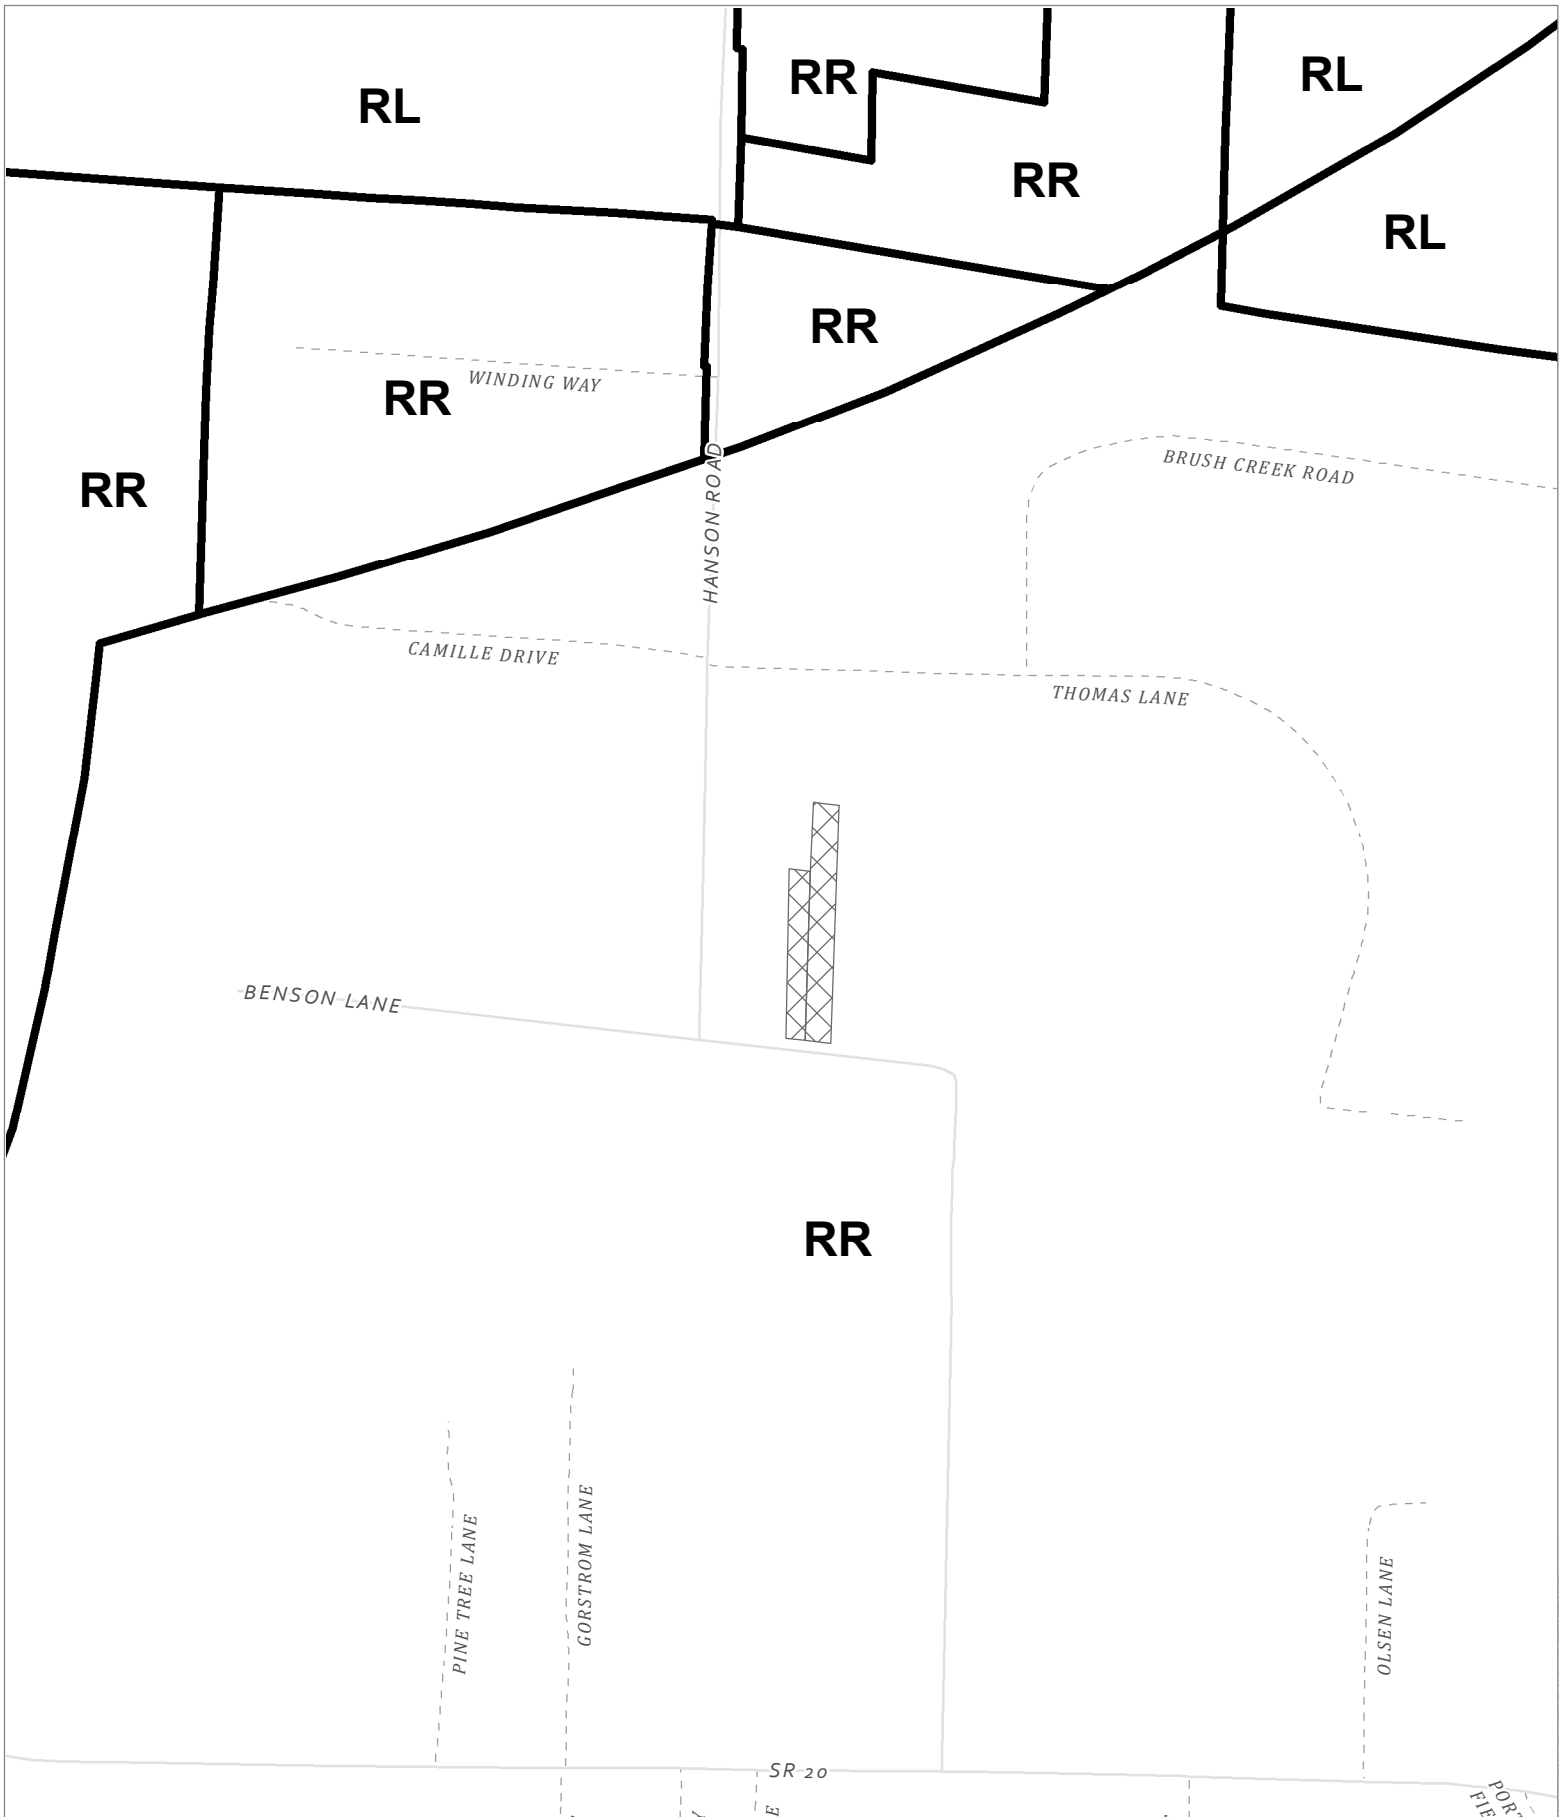 RL
RR
RL
RR
RL
RR
WINDING WAY
RR
RR
HANSON ROAD
BRUSH CREEK ROAD
CAMILLE DRIVE
THOMAS LANE
BENSON LANE
RR
PINE TREE LANE
GORSTROM LANE
OLSEN LANE
SR 20